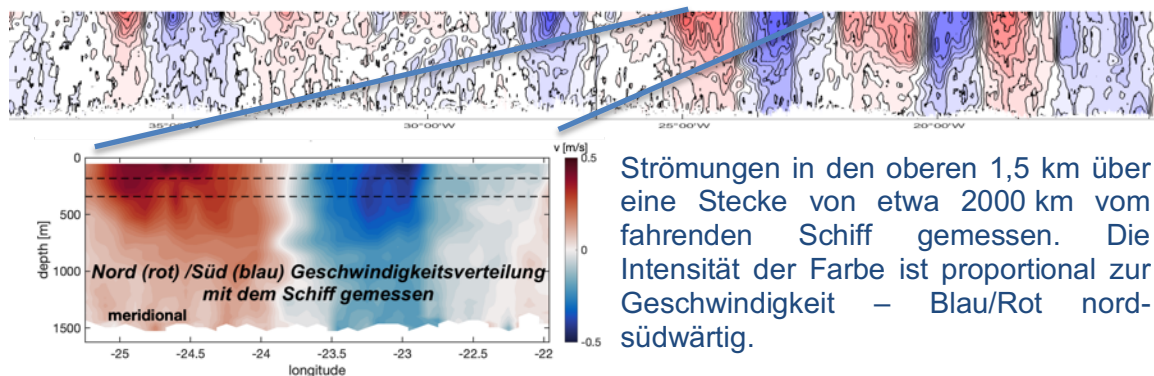 35°00'W 30°00'W 25°00'W 20°00'W
v [m/s]
0 0.5
500
0
1000
1500 -0.5
depth [m]
Nord (rot) /Süd (blau) Geschwindigkeitsverteilung
mit dem Schiff gemessen
meridional
-25 -24.5 -24 -23.5 -23 -22.5 -22
longitude
Strömungen in den oberen 1,5 km über
eine Stecke von etwa 2000 km vom
fahrenden Schiff gemessen. Die
Intensität der Farbe ist proportional zur
Geschwindigkeit – Blau/Rot nord-
südwärtig.